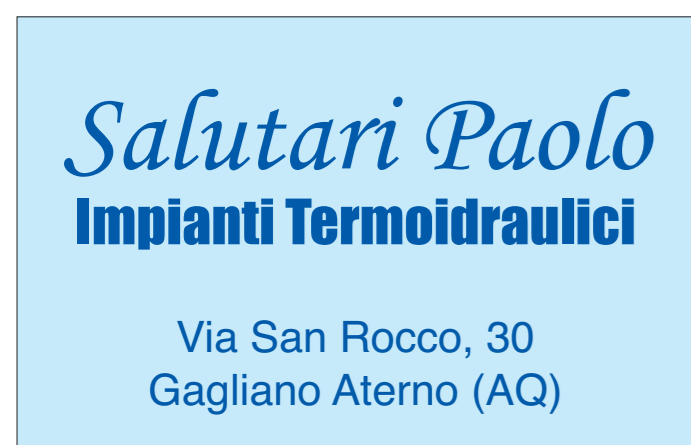 Salutari Paolo
Impianti Termoidraulici
Via San Rocco, 30
Gagliano Aterno (AQ)